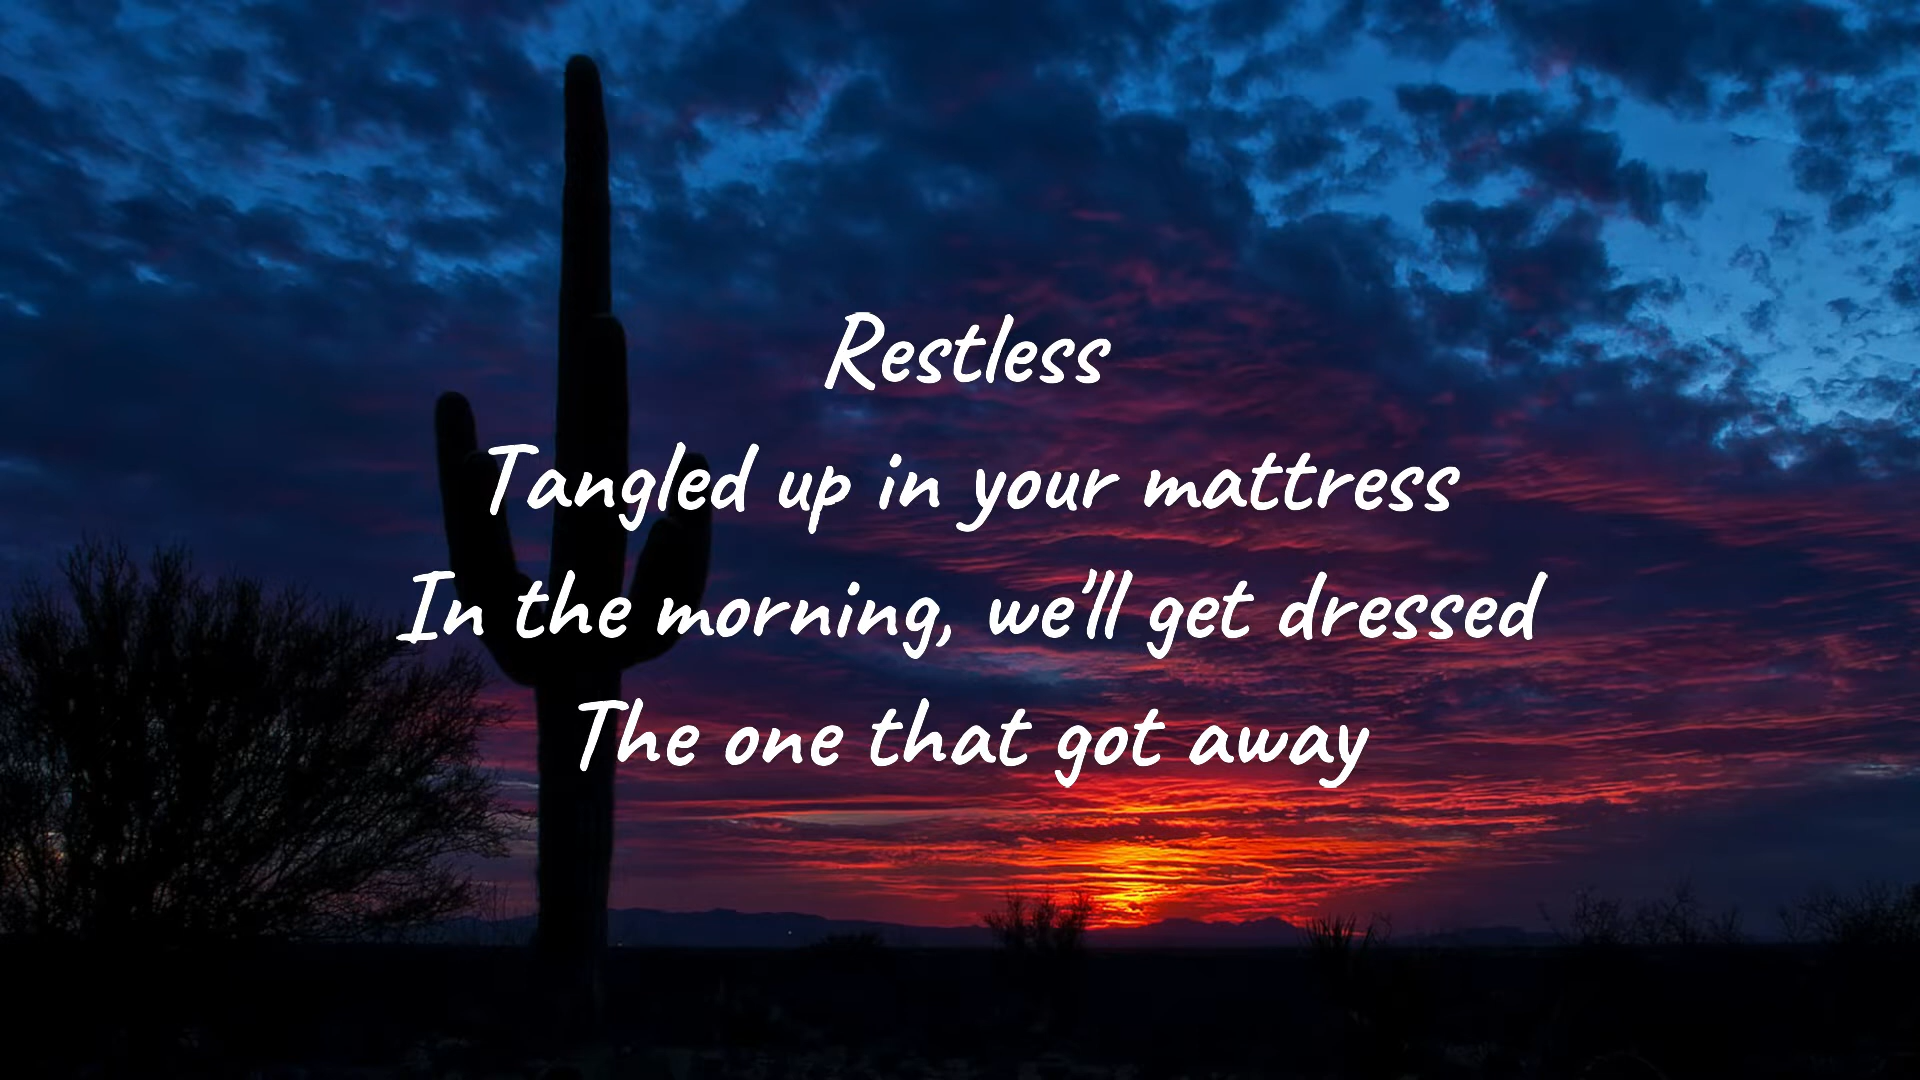 Restless
Tangled up in your mattress
In the morning, we'll get dressed
The one that got away